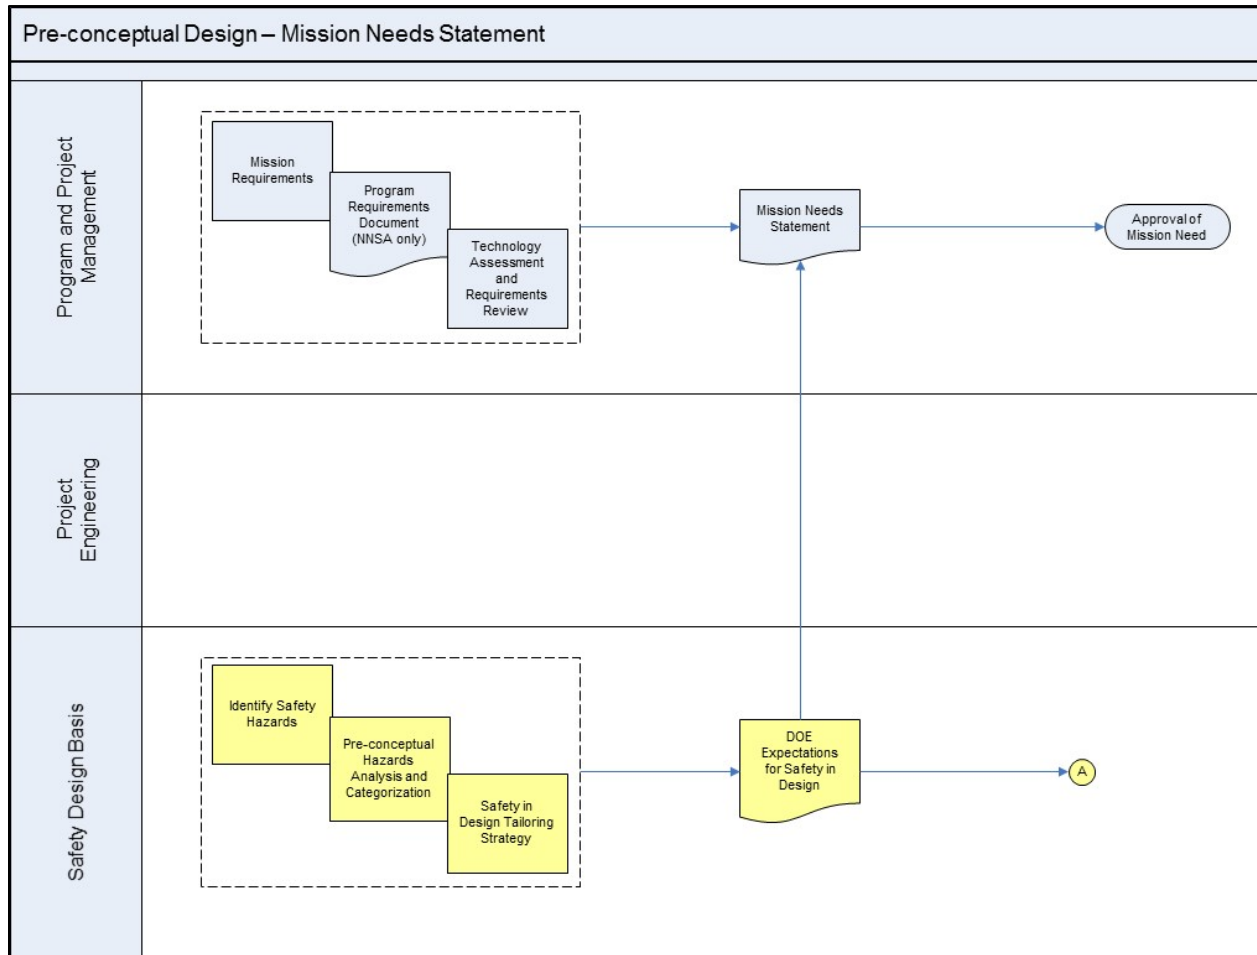 Pre-conceptual Design – Mission Needs Statement
Program and Project
Management
Mission
Requirements
Program
Requirements
Document
(NNSA only)
Technology
Assessment
and
Requirements
Review
Mission Needs
Statement
Approval of
Mission Need
Project
Engineering
Safety Design Basis
Identify Safety
Hazards
Pre-conceptual
Hazards
Analysis and
Categorization
Safety in
Design Tailoring
Strategy
DOE
Expectations
for Safety in
Design
A